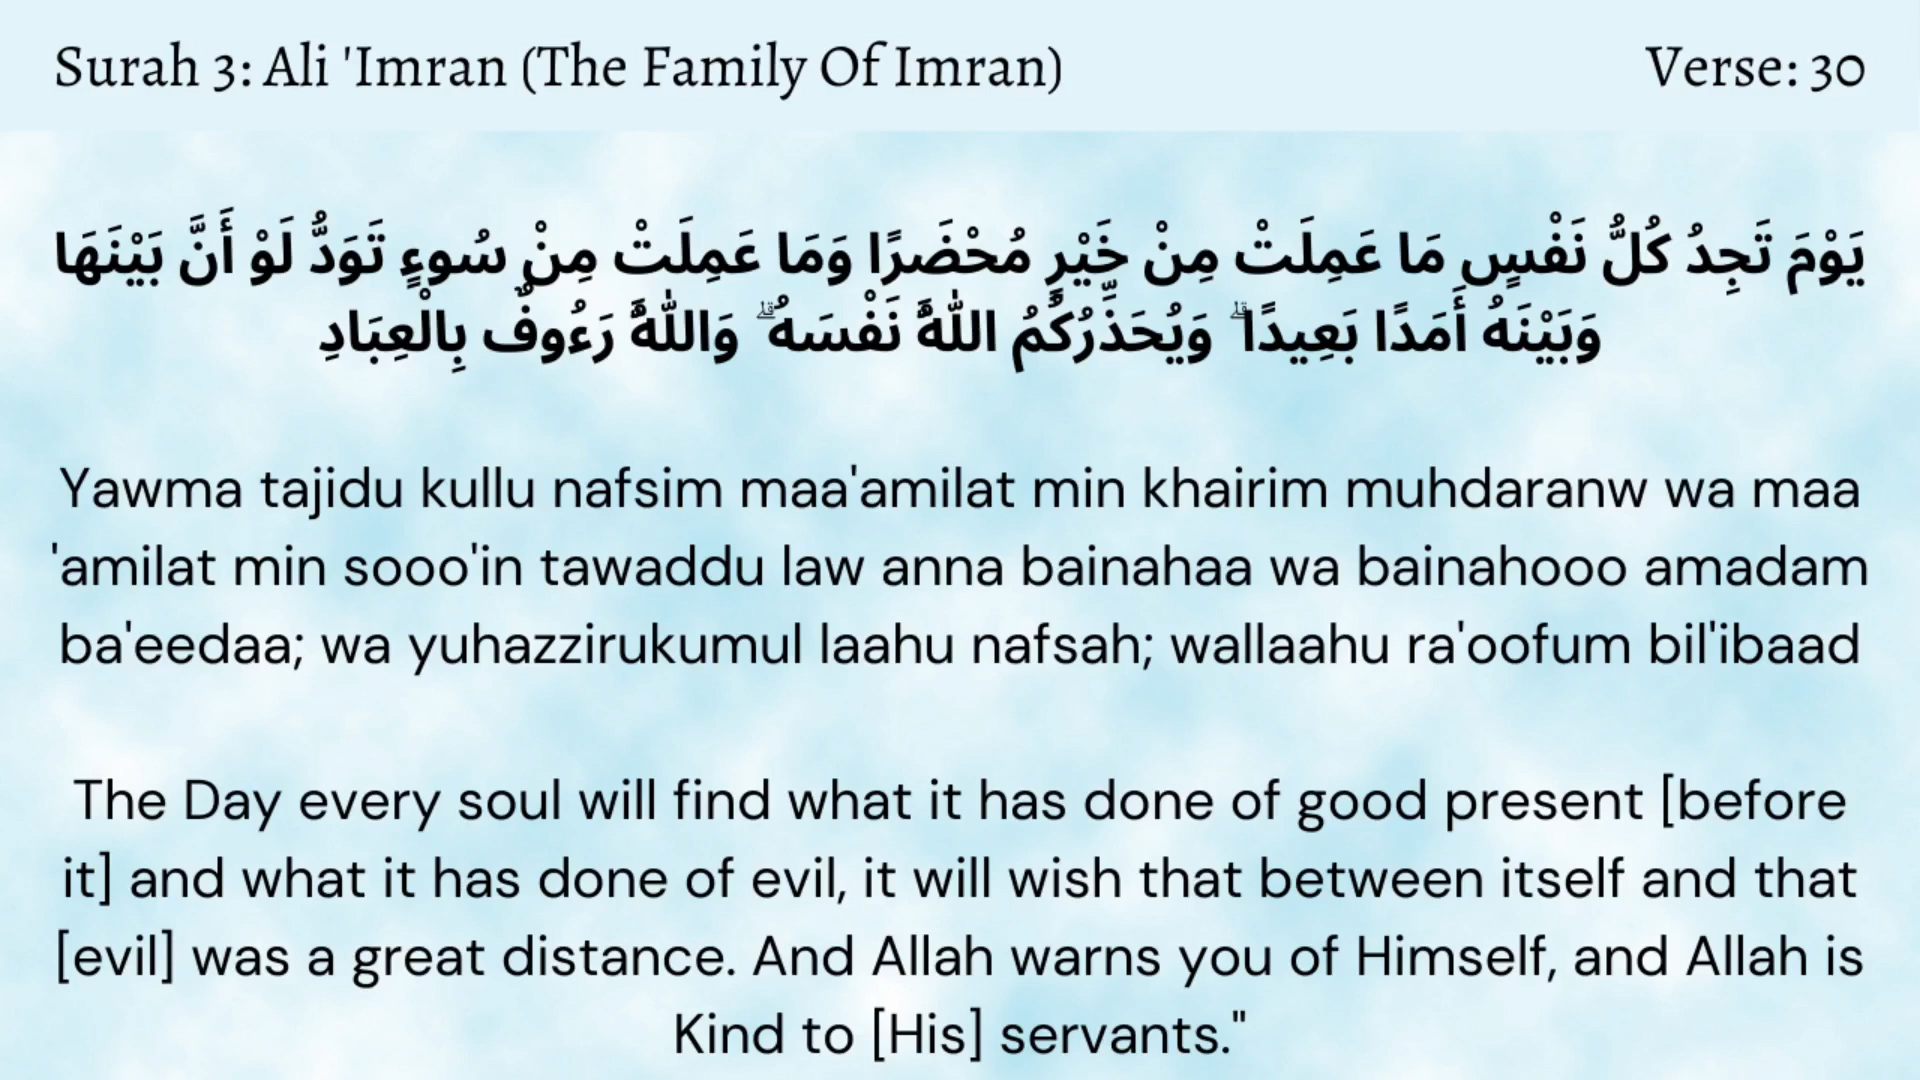 Surah 3: Ali 'Imran (The Family Of Imran)
Verse: 30
يَوْمَ تَجِدُ كُلُّ نَفْسٍ مَا عَمِلَتْ مِنْ خَيْرٍ مُحْضَرًا وَمَا عَمِلَتْ مِنْ سُوءٍ تَوَدُّ لَوْ أَنَّ بَيْنَهَا
وَبَيْنَهُ أَمَدًا بَعِيدًا ۗ وَيُحَذِّرُكُمُ اللَّهُ نَفْسَهُ ۗ وَاللَّهُ رَءُوفٌ بِالْعِبَادِ
Yawma tajidu kullu nafsim maa'amilat min khairim muhdaranw wa maa
'amilat min sooo'in tawaddu law anna bainahaa wa bainahooo amadam
ba'eedaa; wa yuhazzirukumul laahu nafsah; wallaahu ra'oofum bil'ibaad
The Day every soul will find what it has done of good present [before
it] and what it has done of evil, it will wish that between itself and that
[evil] was a great distance. And Allah warns you of Himself, and Allah is
Kind to [His] servants."